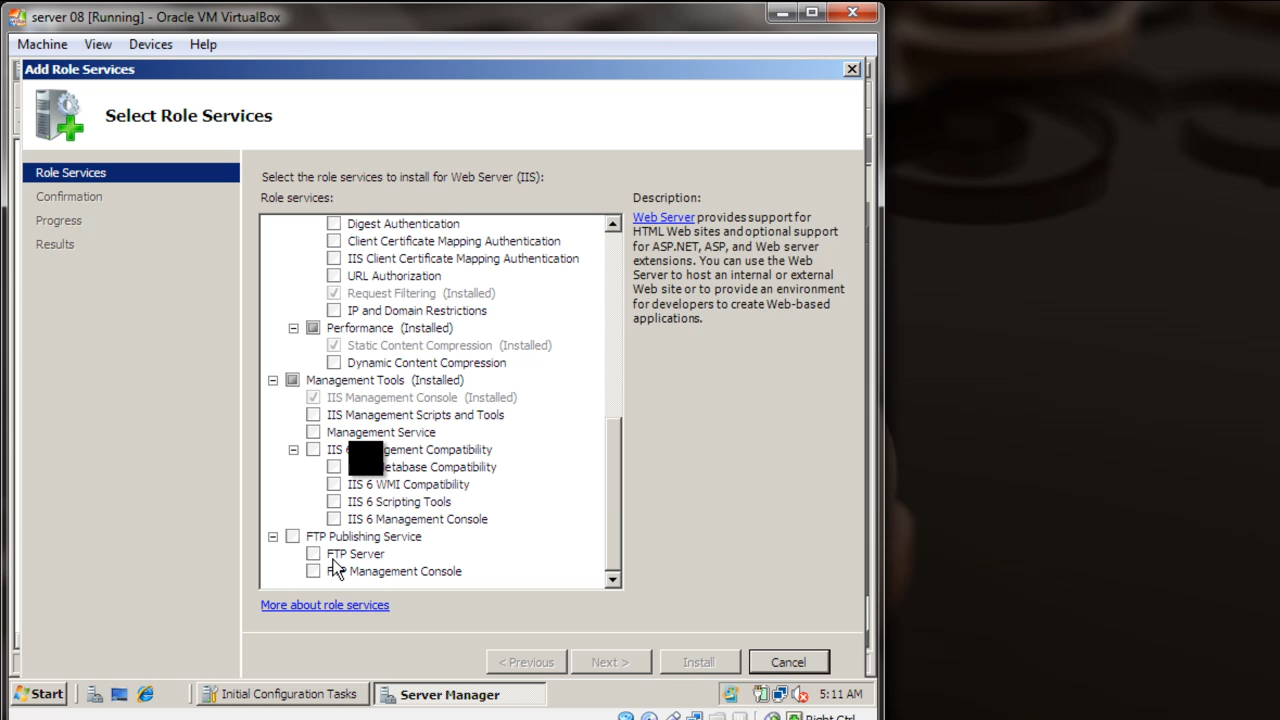 server 08 [Running] - Oracle VM VirtualBox
Machine View Devices Help
Add Role Services
Select Role Services
Role Services
Confirmation
Progress
Results
Select the role services to install for Web Server (IIS):
Role services:
Digest Authentication
Client Certificate Mapping Authentication
IIS Client Certificate Mapping Authentication
URL Authorization
Request Filtering (Installed)
IP and Domain Restrictions
Performance (Installed)
Static Content Compression (Installed)
Dynamic Content Compression
Management Tools (Installed)
IIS Management Console (Installed)
IIS Management Scripts and Tools
Management Service
IIS Compatibility
Compatibility
IIS 6 WMI Compatibility
IIS 6 Scripting Tools
IIS 6 Management Console
FTP Publishing Service
FTP Server
Management Console
More about role services
Description:
Web Server provides support for
HTML Web sites and optional support
for ASP.NET, ASP, and Web server
extensions. You can use the Web
Server to host an internal or external
Web site or to provide an environment
for developers to create Web-based
applications.
< Previous Next > Install Cancel
Start Initial Configuration Tasks Server Manager 5:11 AM
Right Ctrl